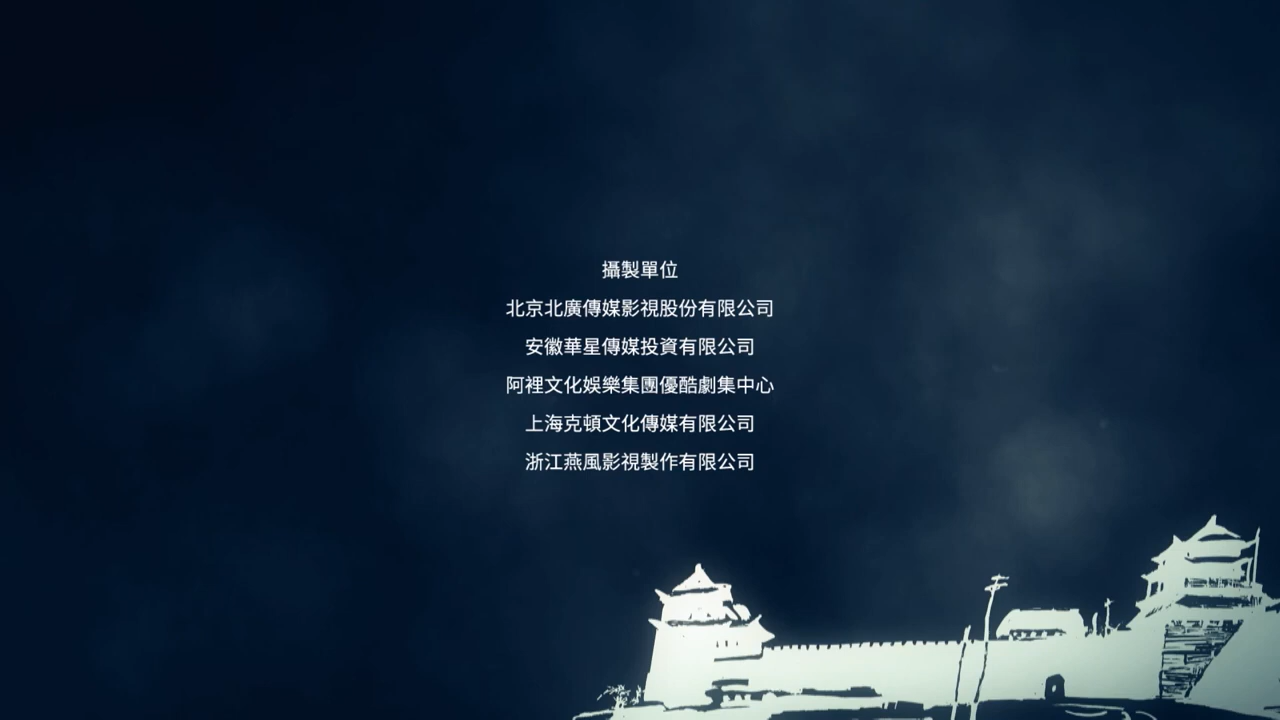 攝製單位
北京北廣傳媒影視股份有限公司
安徽華星傳媒投資有限公司
阿裡文化娛樂集團優酷劇集中心
上海克頓文化傳媒有限公司
浙江燕風影視製作有限公司